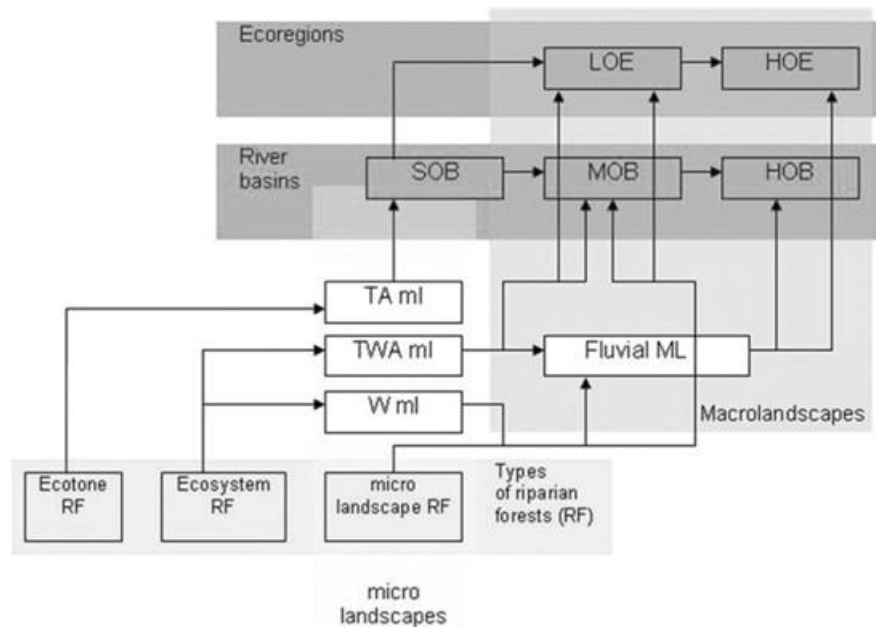 Ecoregions
LOE
HOE
River
basins
SOB
MOB
HOB
TA ml
TWA ml
Fluvial ML
W ml
Macrolandscapes
Ecotone
RF
Ecosystem
RF
micro
landscape RF
Types
of riparian
forests (RF)
micro
landscapes